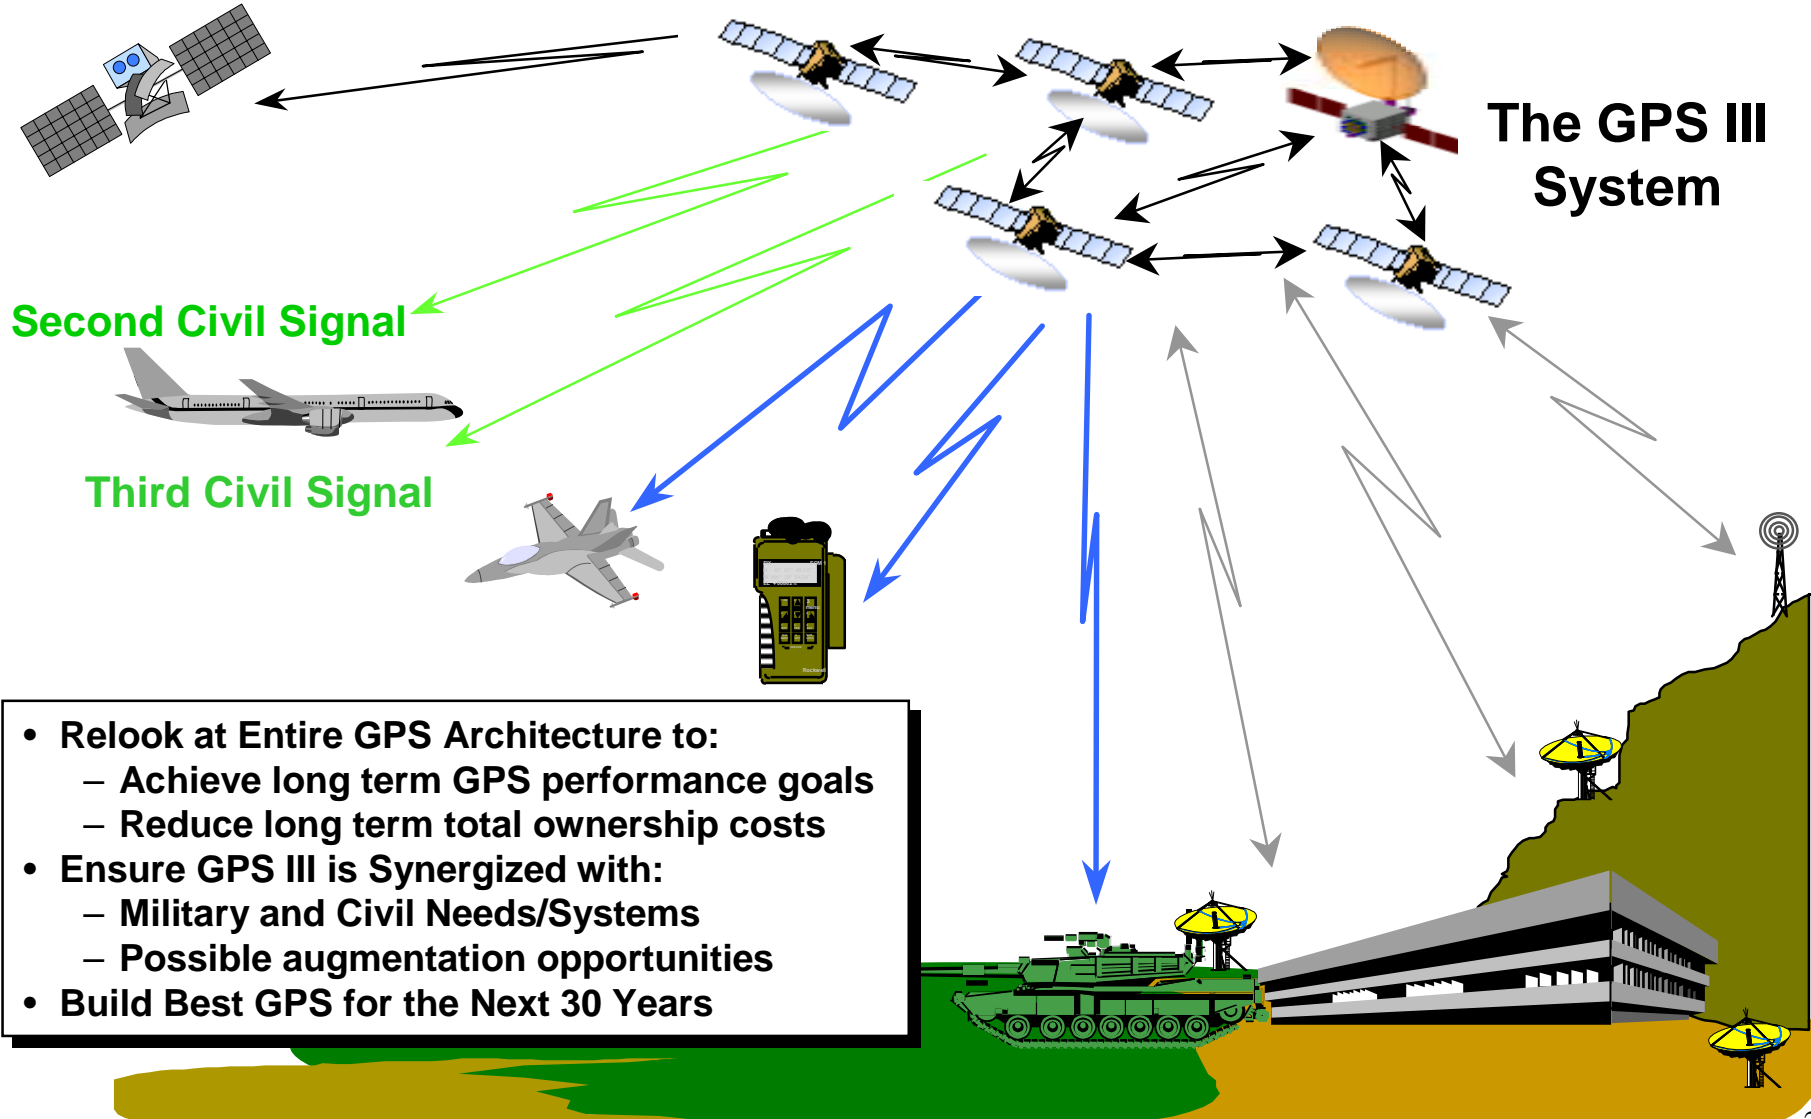 The GPS III
System
Second Civil Signal
Third Civil Signal
Rockwell
• Relook at Entire GPS Architecture to:
– Achieve long term GPS performance goals
– Reduce long term total ownership costs
• Ensure GPS III is Synergized with:
– Military and Civil Needs/Systems
– Possible augmentation opportunities
• Build Best GPS for the Next 30 Years